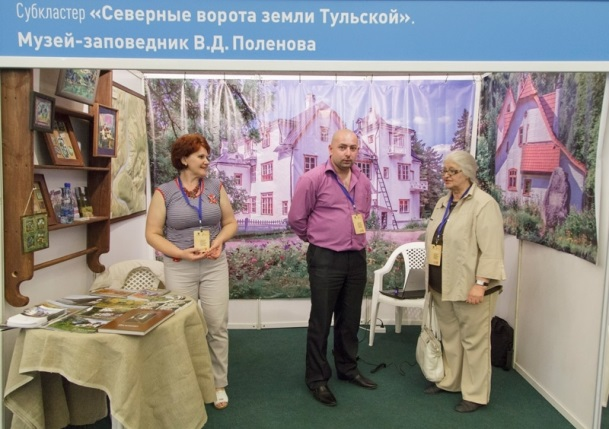 Субкластер «Северные ворота земли Тульской».
Музей-заповедник В.Д. Поленова